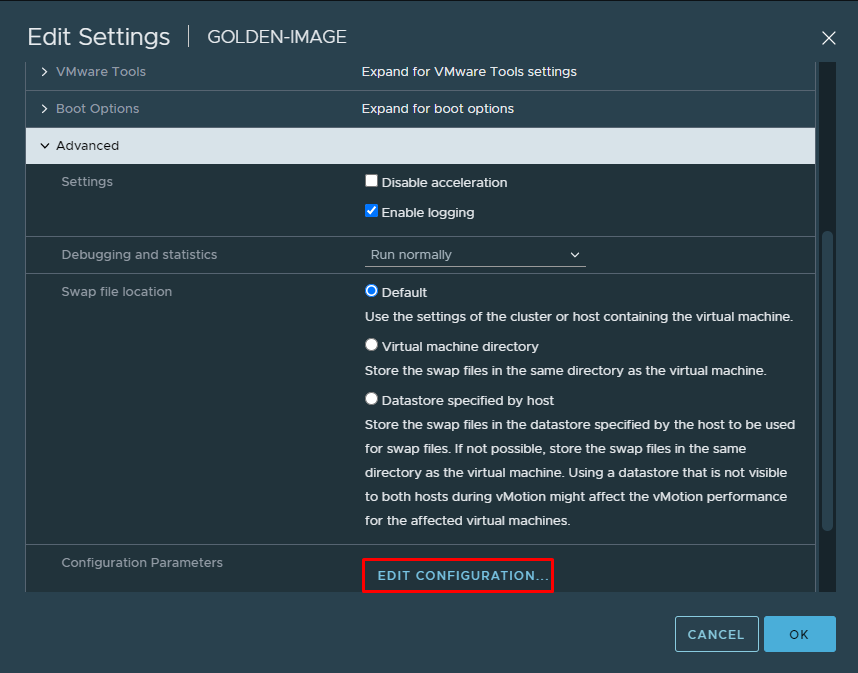 Edit Settings | GOLDEN-IMAGE
VMware Tools Expand for VMware Tools settings
Boot Options Expand for boot options
Advanced
Settings Disable acceleration
Enable logging
Debugging and statistics Run normally
Swap file location Default
Use the settings of the cluster or host containing the virtual machine.
Virtual machine directory
Store the swap files in the same directory as the virtual machine.
Datastore specified by host
Store the swap files in the datastore specified by the host to be used
for swap files. If not possible, store the swap files in the same
directory as the virtual machine. Using a datastore that is not visible
to both hosts during vMotion might affect the vMotion performance
for the affected virtual machines.
Configuration Parameters EDIT CONFIGURATION...
CANCEL OK